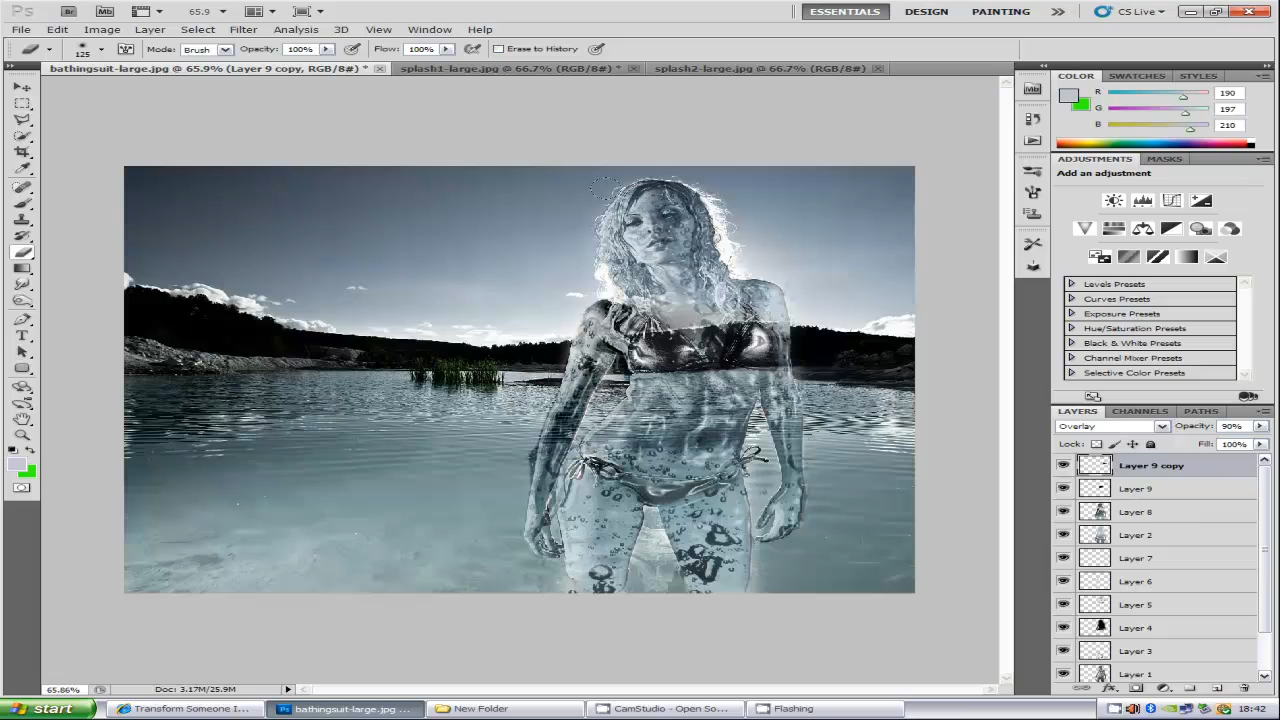 Ps Br Mb 65.9 ESSENTIALS DESIGN PAINTING CS Live
File Edit Image Layer Select Filter Analysis 3D View Window Help
125 Mode: Brush Opacity: 100% Flow: 100% Erase to History
bathingsuit-large.jpg @ 65.9% (Layer 9 copy, RGB/8#) * splash1-large.jpg @ 66.7% (RGB/8#) * splash2-large.jpg @ 66.7% (RGB/8#)
COLOR SWATCHES STYLES
R 190
G 197
B 210
ADJUSTMENTS MASKS
Add an adjustment
Levels Presets
Curves Presets
Exposure Presets
Hue/Saturation Presets
Black & White Presets
Channel Mixer Presets
Selective Color Presets
LAYERS CHANNELS PATHS
Overlay Opacity: 90%
Lock: Fill: 100%
Layer 9 copy
Layer 9
Layer 8
Layer 2
Layer 7
Layer 6
Layer 5
Layer 4
Layer 3
Layer 1
65.86% Doc: 3.17M/25.9M
start Transform Someone I... bathingsuit-large.jpg ... New Folder CamStudio - Open So... Flashing 18:42